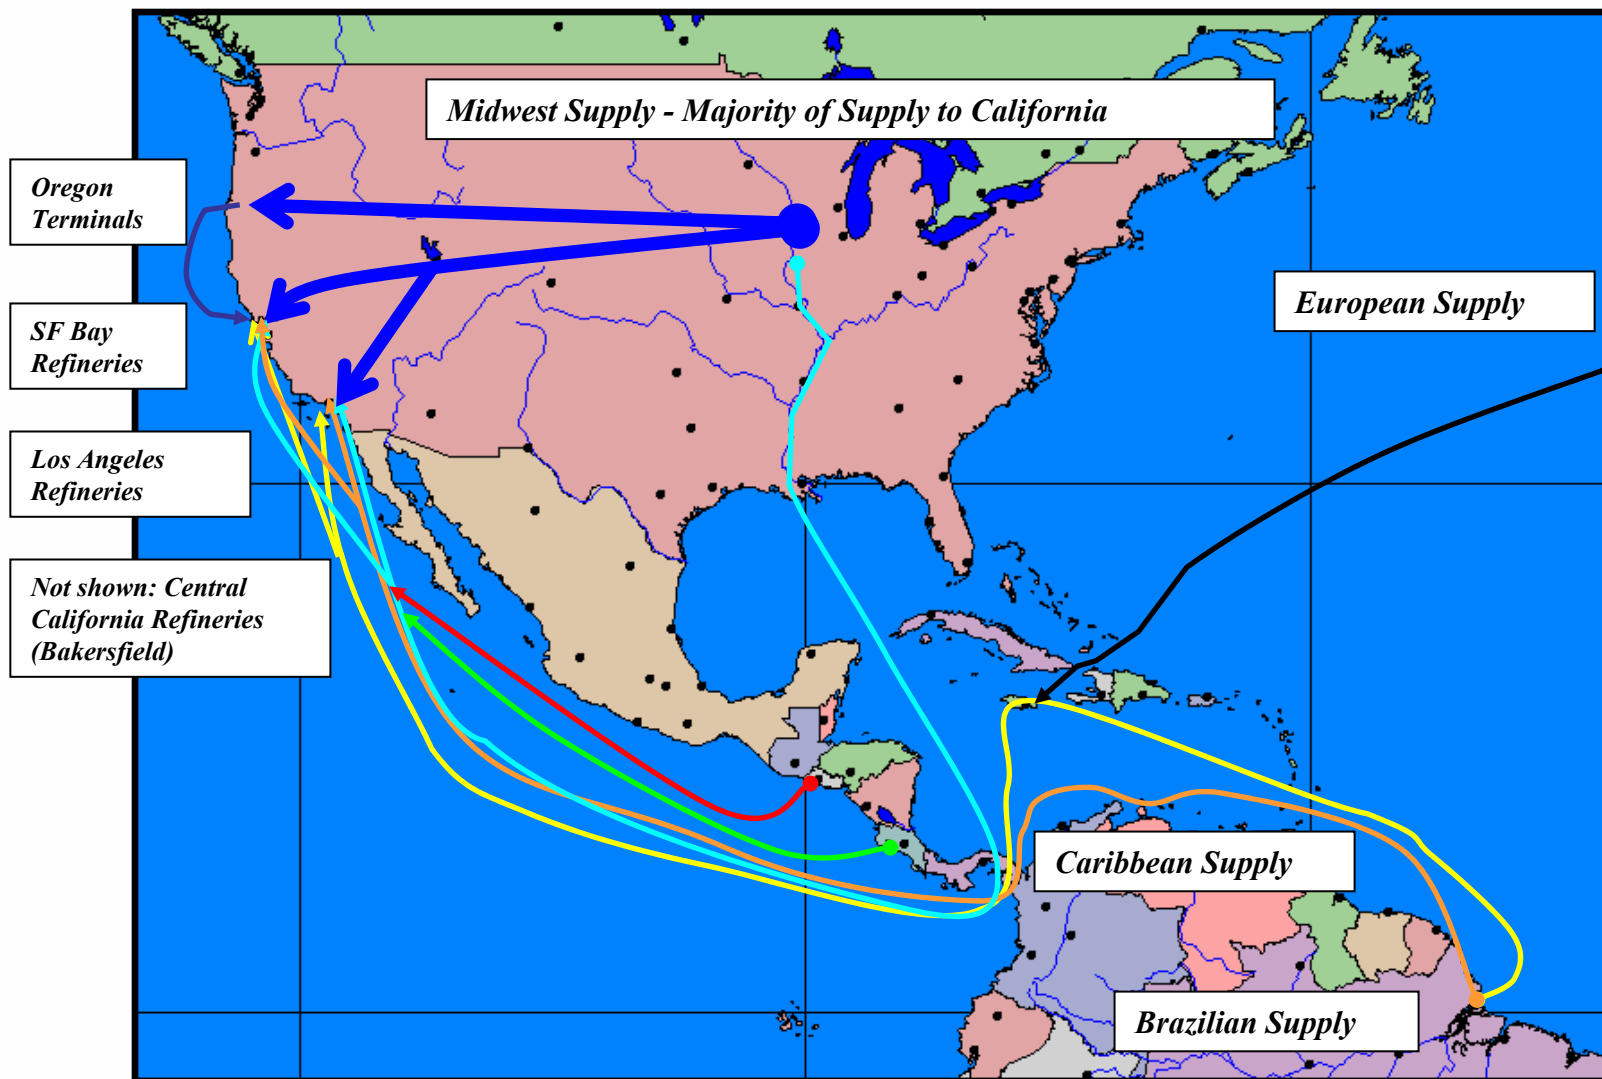 Midwest Supply - Majority of Supply to California
Oregon
Terminals
European Supply
SF Bay
Refineries
Los Angeles
Refineries
Not shown: Central
California Refineries
(Bakersfield)
Caribbean Supply
Brazilian Supply